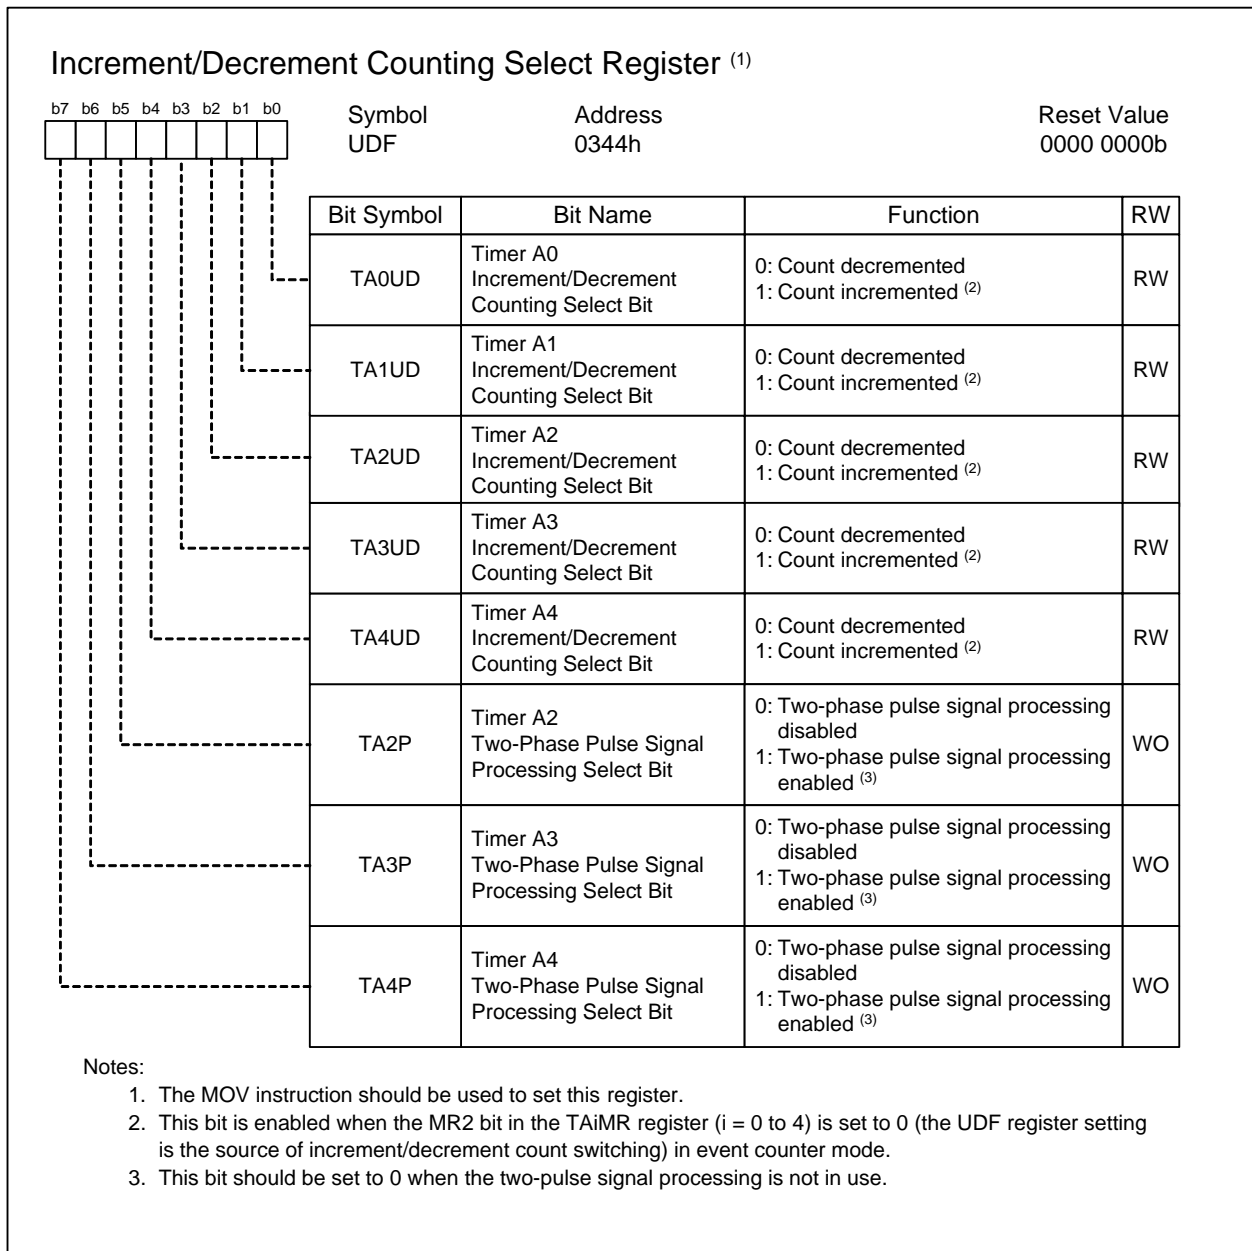 Increment/Decrement Counting Select Register (1)
b7 b6 b5 b4 b3 b2 b1 b0
Symbol Address Reset Value
UDF 0344h 0000 0000b
Bit Symbol Bit Name Function RW
TA0UD
Timer A0
Increment/Decrement
Counting Select Bit
0: Count decremented
1: Count incremented (2)
RW
TA1UD
Timer A1
Increment/Decrement
Counting Select Bit
0: Count decremented
1: Count incremented (2)
RW
TA2UD
Timer A2
Increment/Decrement
Counting Select Bit
0: Count decremented
1: Count incremented (2)
RW
TA3UD
Timer A3
Increment/Decrement
Counting Select Bit
0: Count decremented
1: Count incremented (2)
RW
TA4UD
Timer A4
Increment/Decrement
Counting Select Bit
0: Count decremented
1: Count incremented (2)
RW
TA2P
Timer A2
Two-Phase Pulse Signal
Processing Select Bit
0: Two-phase pulse signal processing
disabled
1: Two-phase pulse signal processing
enabled (3)
WO
TA3P
Timer A3
Two-Phase Pulse Signal
Processing Select Bit
0: Two-phase pulse signal processing
disabled
1: Two-phase pulse signal processing
enabled (3)
WO
TA4P
Timer A4
Two-Phase Pulse Signal
Processing Select Bit
0: Two-phase pulse signal processing
disabled
1: Two-phase pulse signal processing
enabled (3)
WO
Notes:
1. The MOV instruction should be used to set this register.
2. This bit is enabled when the MR2 bit in the TAiMR register (i = 0 to 4) is set to 0 (the UDF register setting
is the source of increment/decrement count switching) in event counter mode.
3. This bit should be set to 0 when the two-pulse signal processing is not in use.